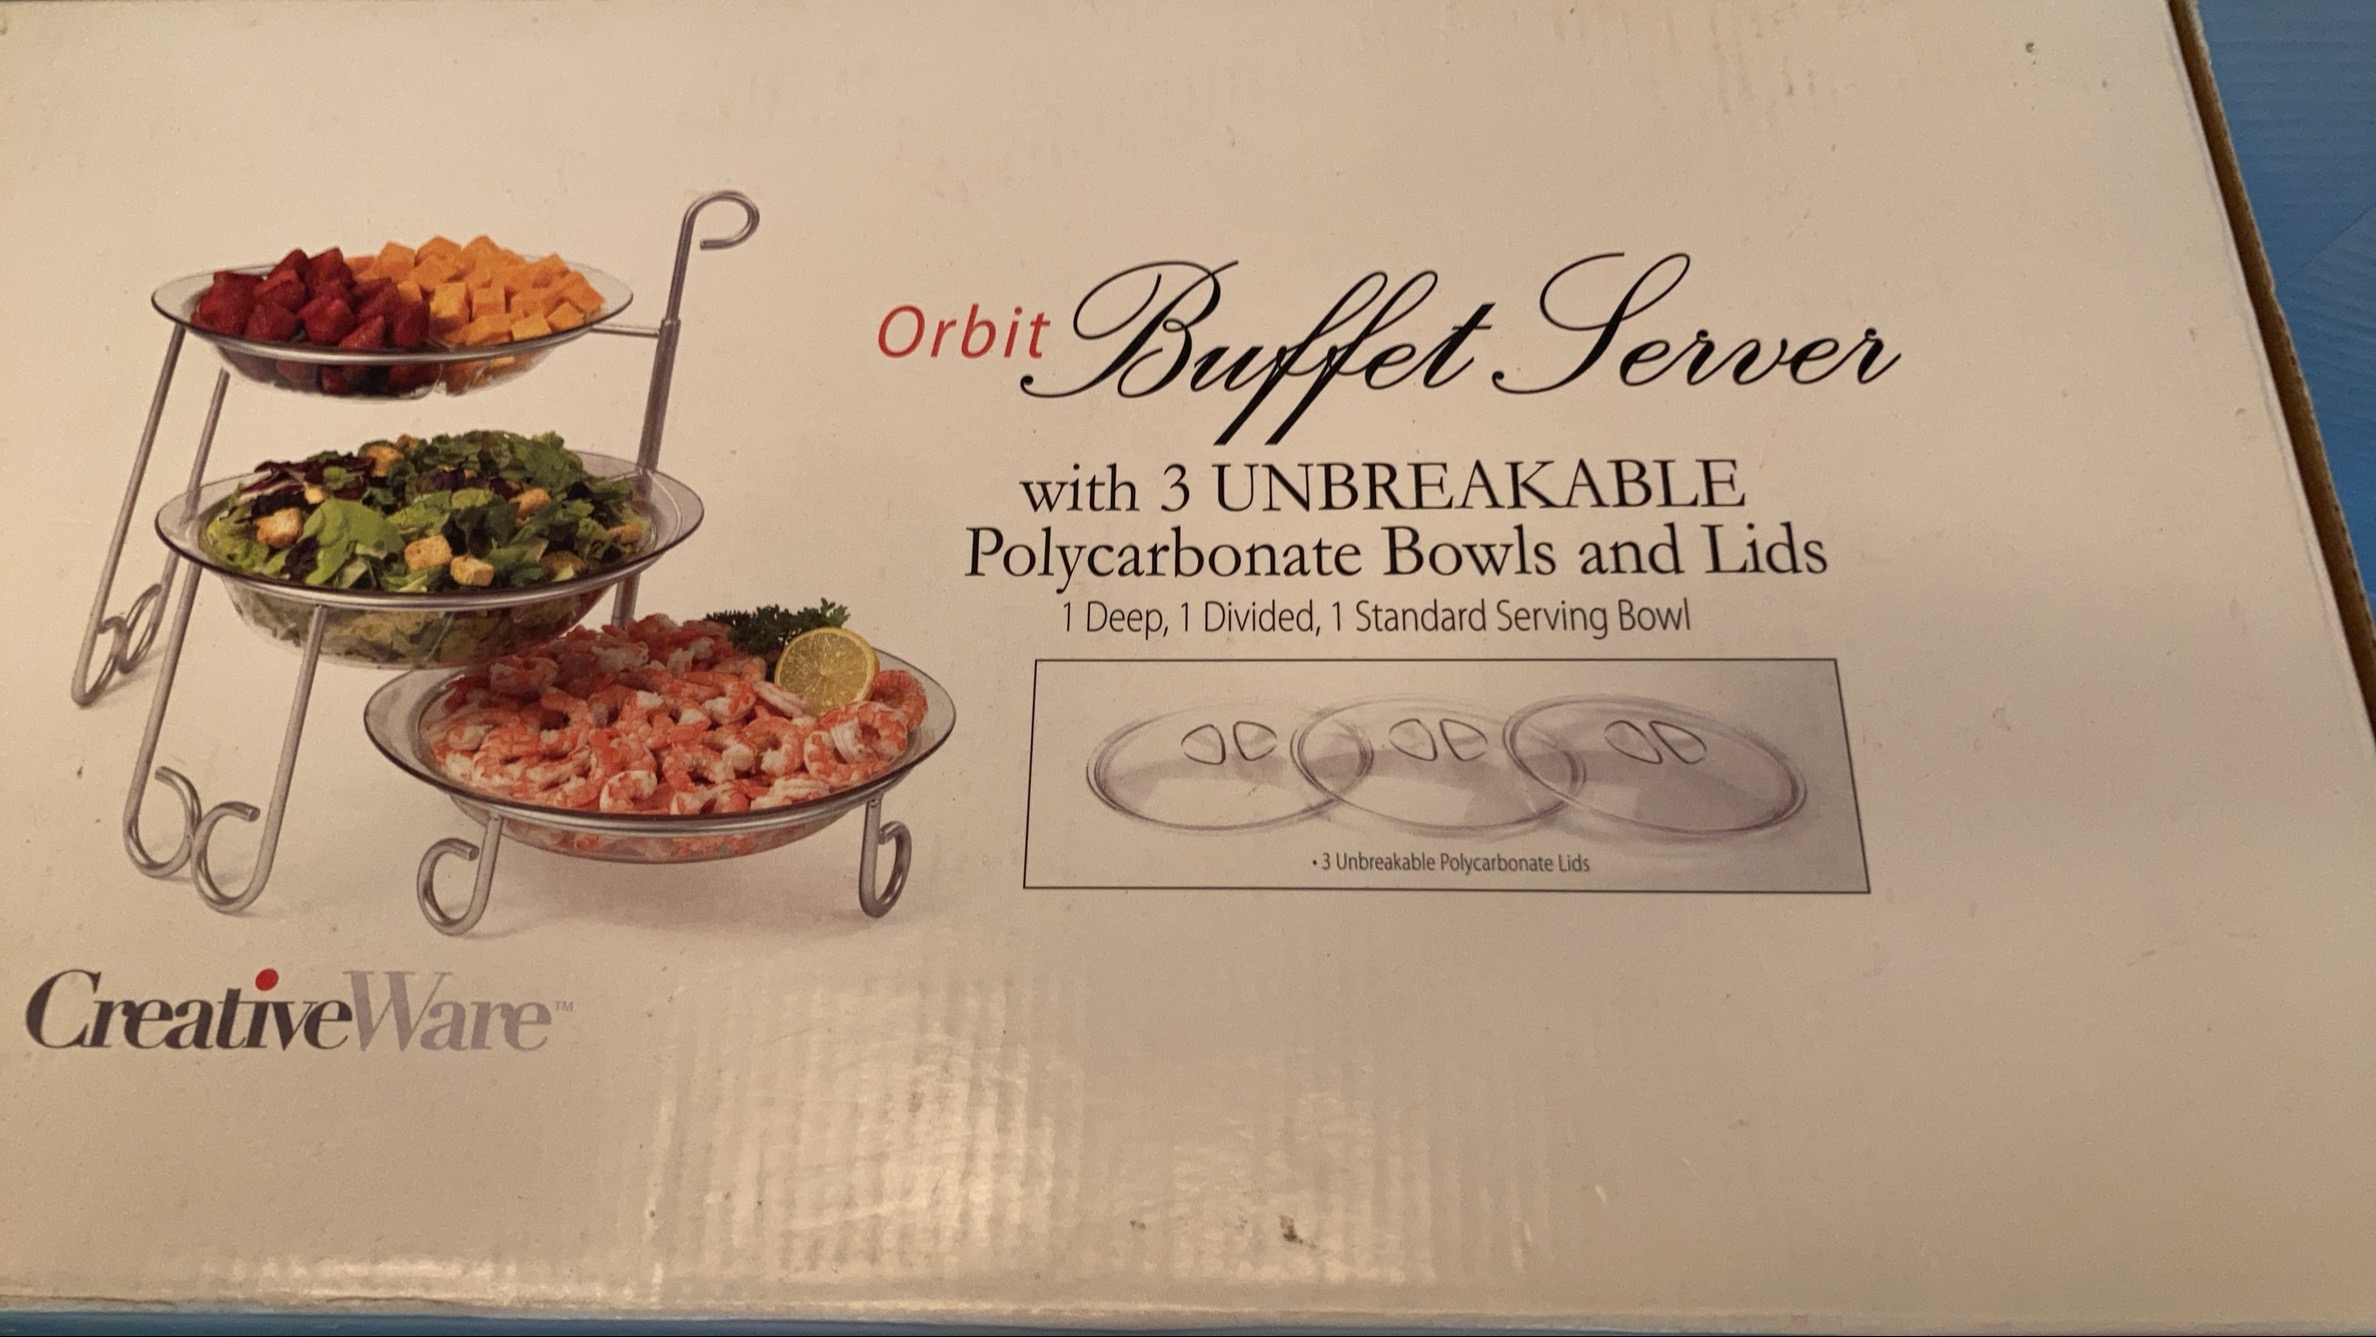 Orbit Buffet Server
with 3 UNBREAKABLE
Polycarbonate Bowls and Lids
1 Deep, 1 Divided, 1 Standard Serving Bowl
• 3 Unbreakable Polycarbonate Lids
CreativeWare™